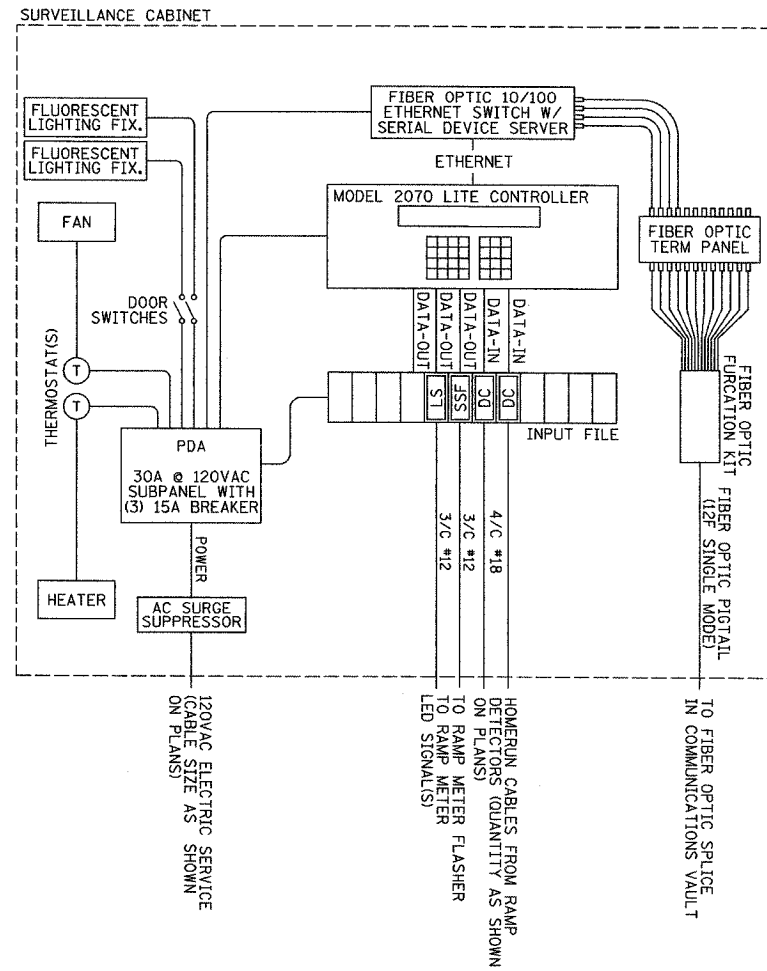 SURVEILLANCE CABINET
FLUORESCENT
LIGHTING FIX.
FLUORESCENT
LIGHTING FIX.
FIBER OPTIC 10/100
ETHERNET SWITCH W/
SERIAL DEVICE SERVER
ETHERNET
MODEL 2070 LITE CONTROLLER
FAN
FIBER OPTIC
TERM PANEL
DOOR
SWITCHES
DATA-OUT
DATA-OUT
DATA-OUT
DATA-IN
DATA-IN
THERMOSTAT(S)
T
T
LS
SSF
DC
DC
INPUT FILE
FIBER OPTIC
FURCATION KIT
PDA
30A @ 120VAC
SUBPANEL WITH
(3) 15A BREAKER
POWER
3/C #12
3/C #12
4/C #18
FIBER OPTIC PIGTAIL
(12F SINGLE MODE)
HEATER
AC SURGE
SUPPRESSOR
120VAC ELECTRIC SERVICE
(CABLE SIZE AS SHOWN
ON PLANS)
TO RAMP METER
LED SIGNAL(S)
TO RAMP METER FLASHER
HOMERUN CABLES FROM RAMP
DETECTORS (QUANTITY AS SHOWN
ON PLANS)
TO FIBER OPTIC SPLICE
IN COMMUNICATIONS VAULT